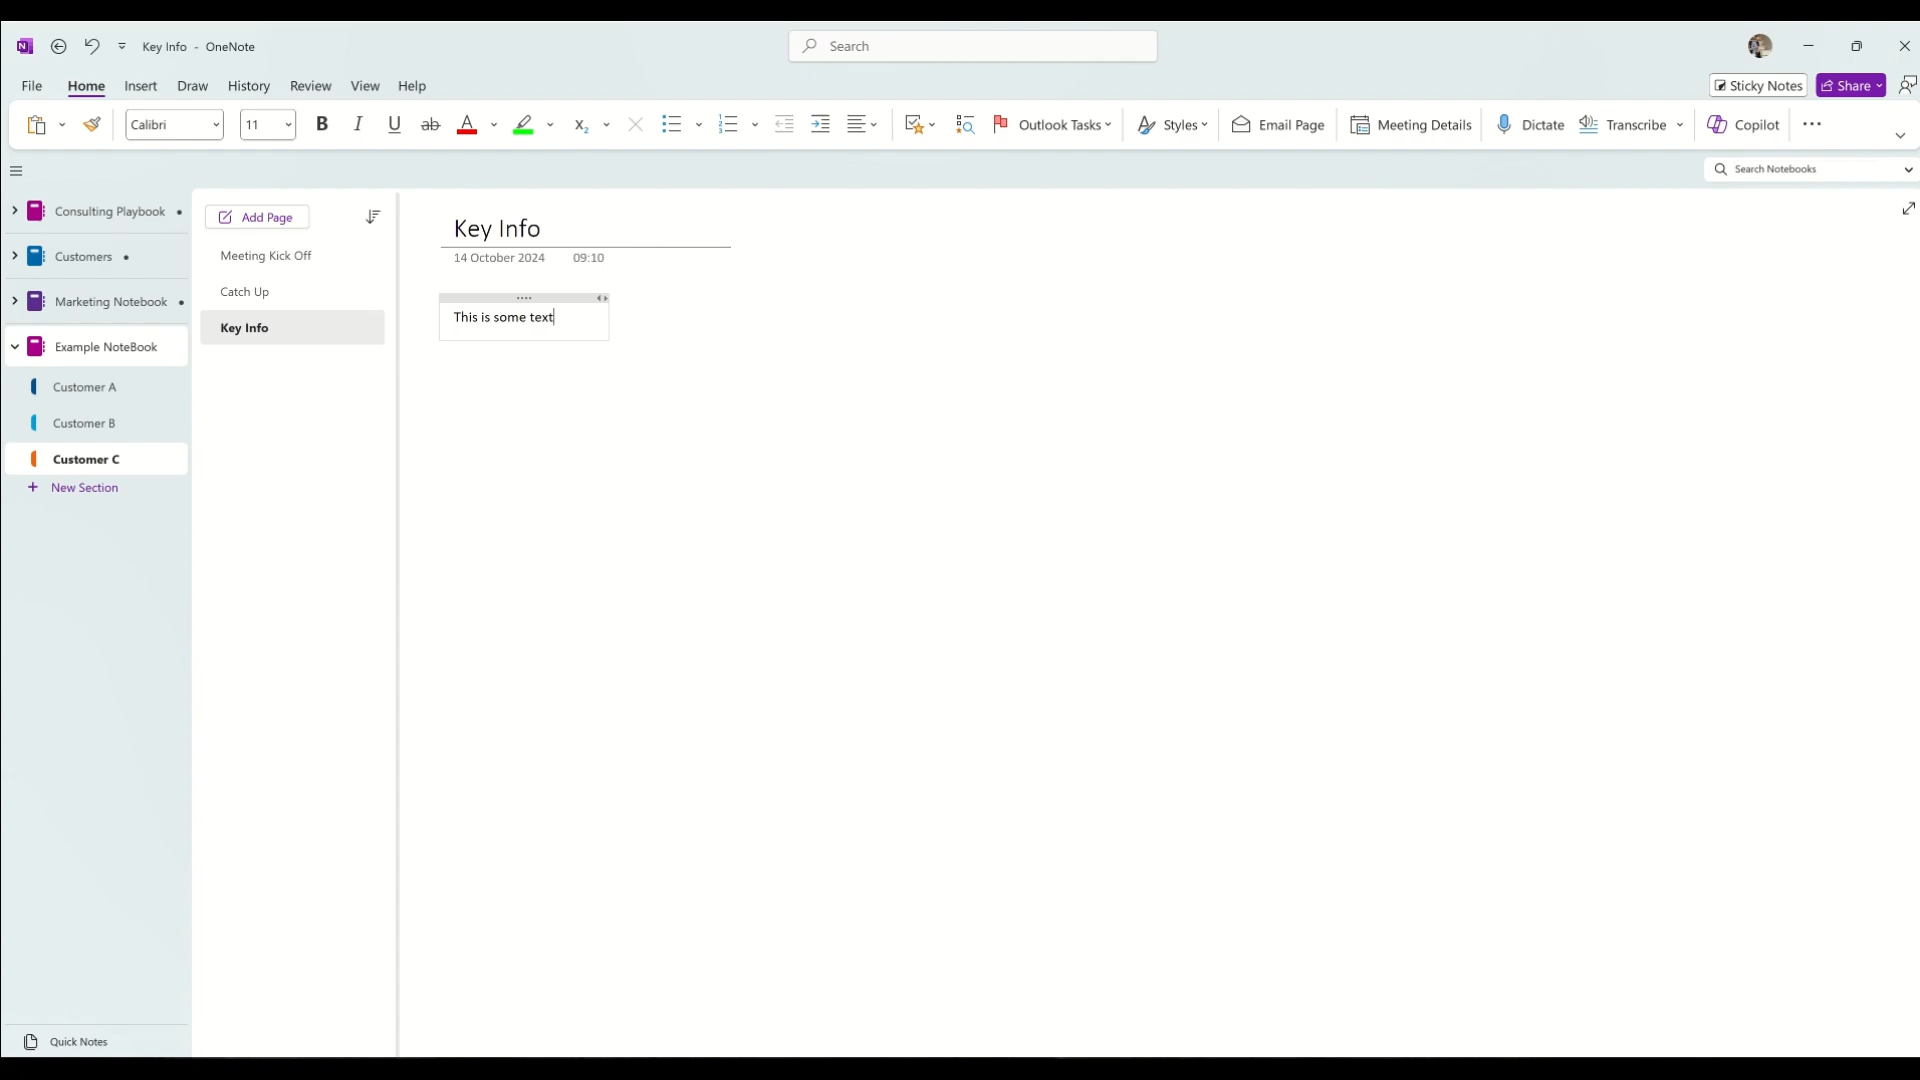 Key Info - OneNote
Search
File Home Insert Draw History Review View Help
Sticky Notes Share
Calibri 11 B I U ab A X2 Outlook Tasks Styles Email Page Meeting Details Dictate Transcribe Copilot
Search Notebooks
Consulting Playbook
Customers
Marketing Notebook
Example NoteBook
Customer A
Customer B
Customer C
New Section
Quick Notes
Add Page
Meeting Kick Off
Catch Up
Key Info
Key Info
14 October 2024 09:10
This is some text